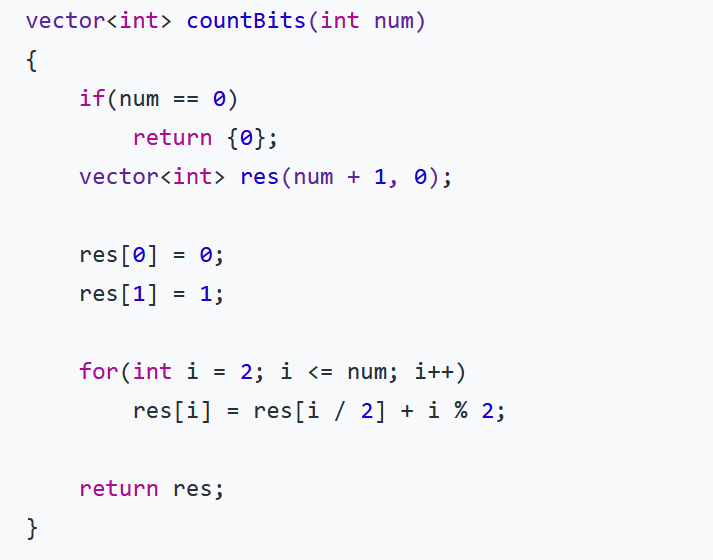 vector<int> countBits(int num)
{
    if(num == 0)
        return {0};
    vector<int> res(num + 1, 0);

    res[0] = 0;
    res[1] = 1;

    for(int i = 2; i <= num; i++)
        res[i] = res[i / 2] + i % 2;

    return res;
}